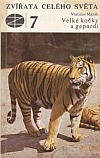 ZVÍŘATA CELÉHO SVĚTA
7
Vratislav Mazák
Velké kočky
a gepardi